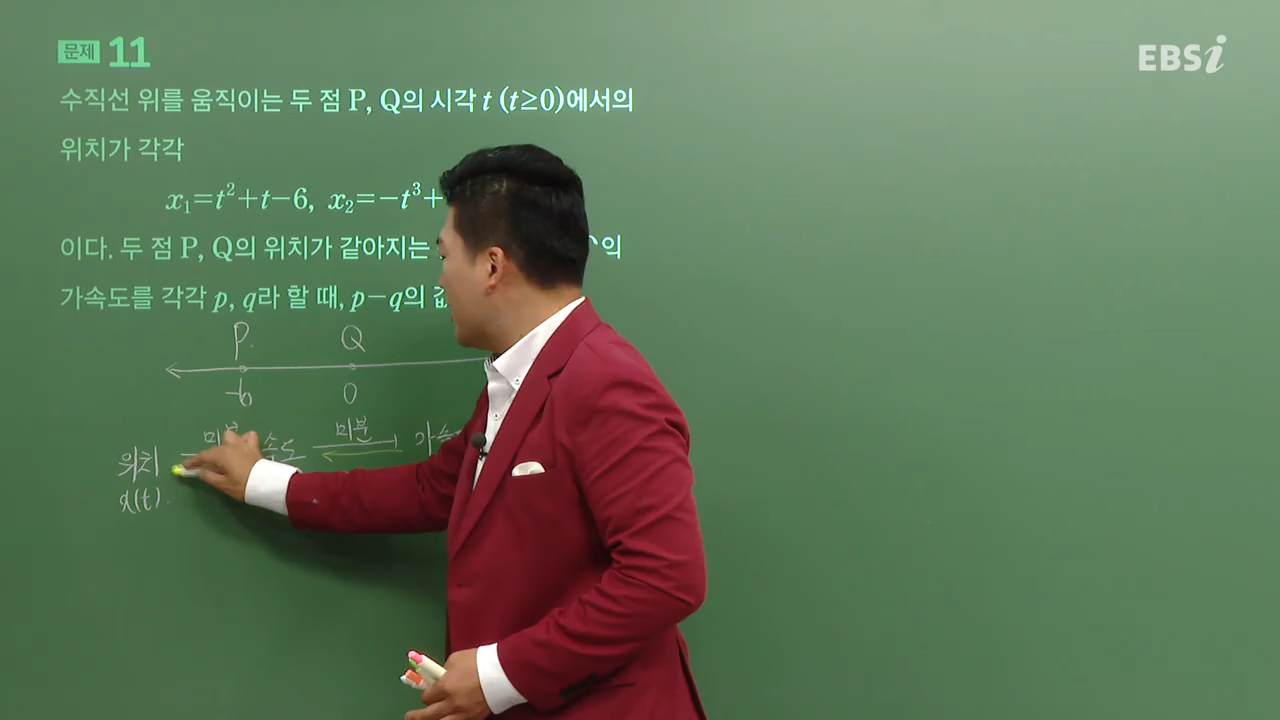 문제 11
EBSi
수직선 위를 움직이는 두 점 P, Q의 시각 t (t≥0)에서의
위치가 각각
x₁=t²+t-6, x₂=-t³+
이다. 두 점 P, Q의 위치가 같아지는 의
가속도를 각각 p, q라 할 때, p-q의
P. Q
-6 0
미분 미분
위치 속도 가속
x(t).